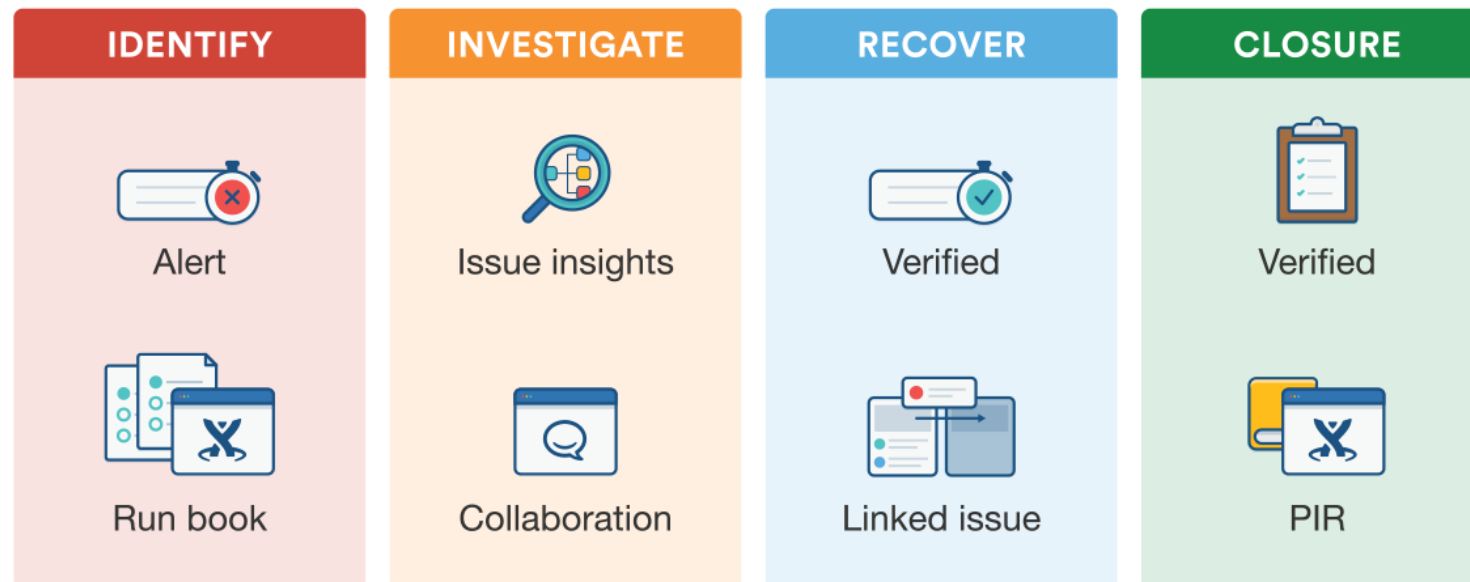 IDENTIFY
Alert
Run book
INVESTIGATE
Issue insights
Collaboration
RECOVER
Verified
Linked issue
CLOSURE
Verified
PIR